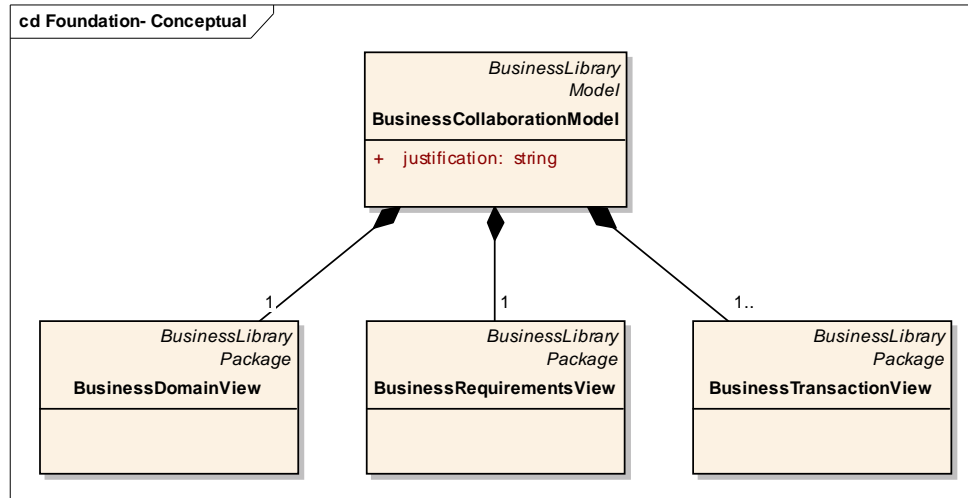 cd Foundation- Conceptual
BusinessLibrary
Model
BusinessCollaborationModel
+ justification: string
1
1
1..
BusinessLibrary
Package
BusinessDomainView
BusinessLibrary
Package
BusinessRequirementsView
BusinessLibrary
Package
BusinessTransactionView